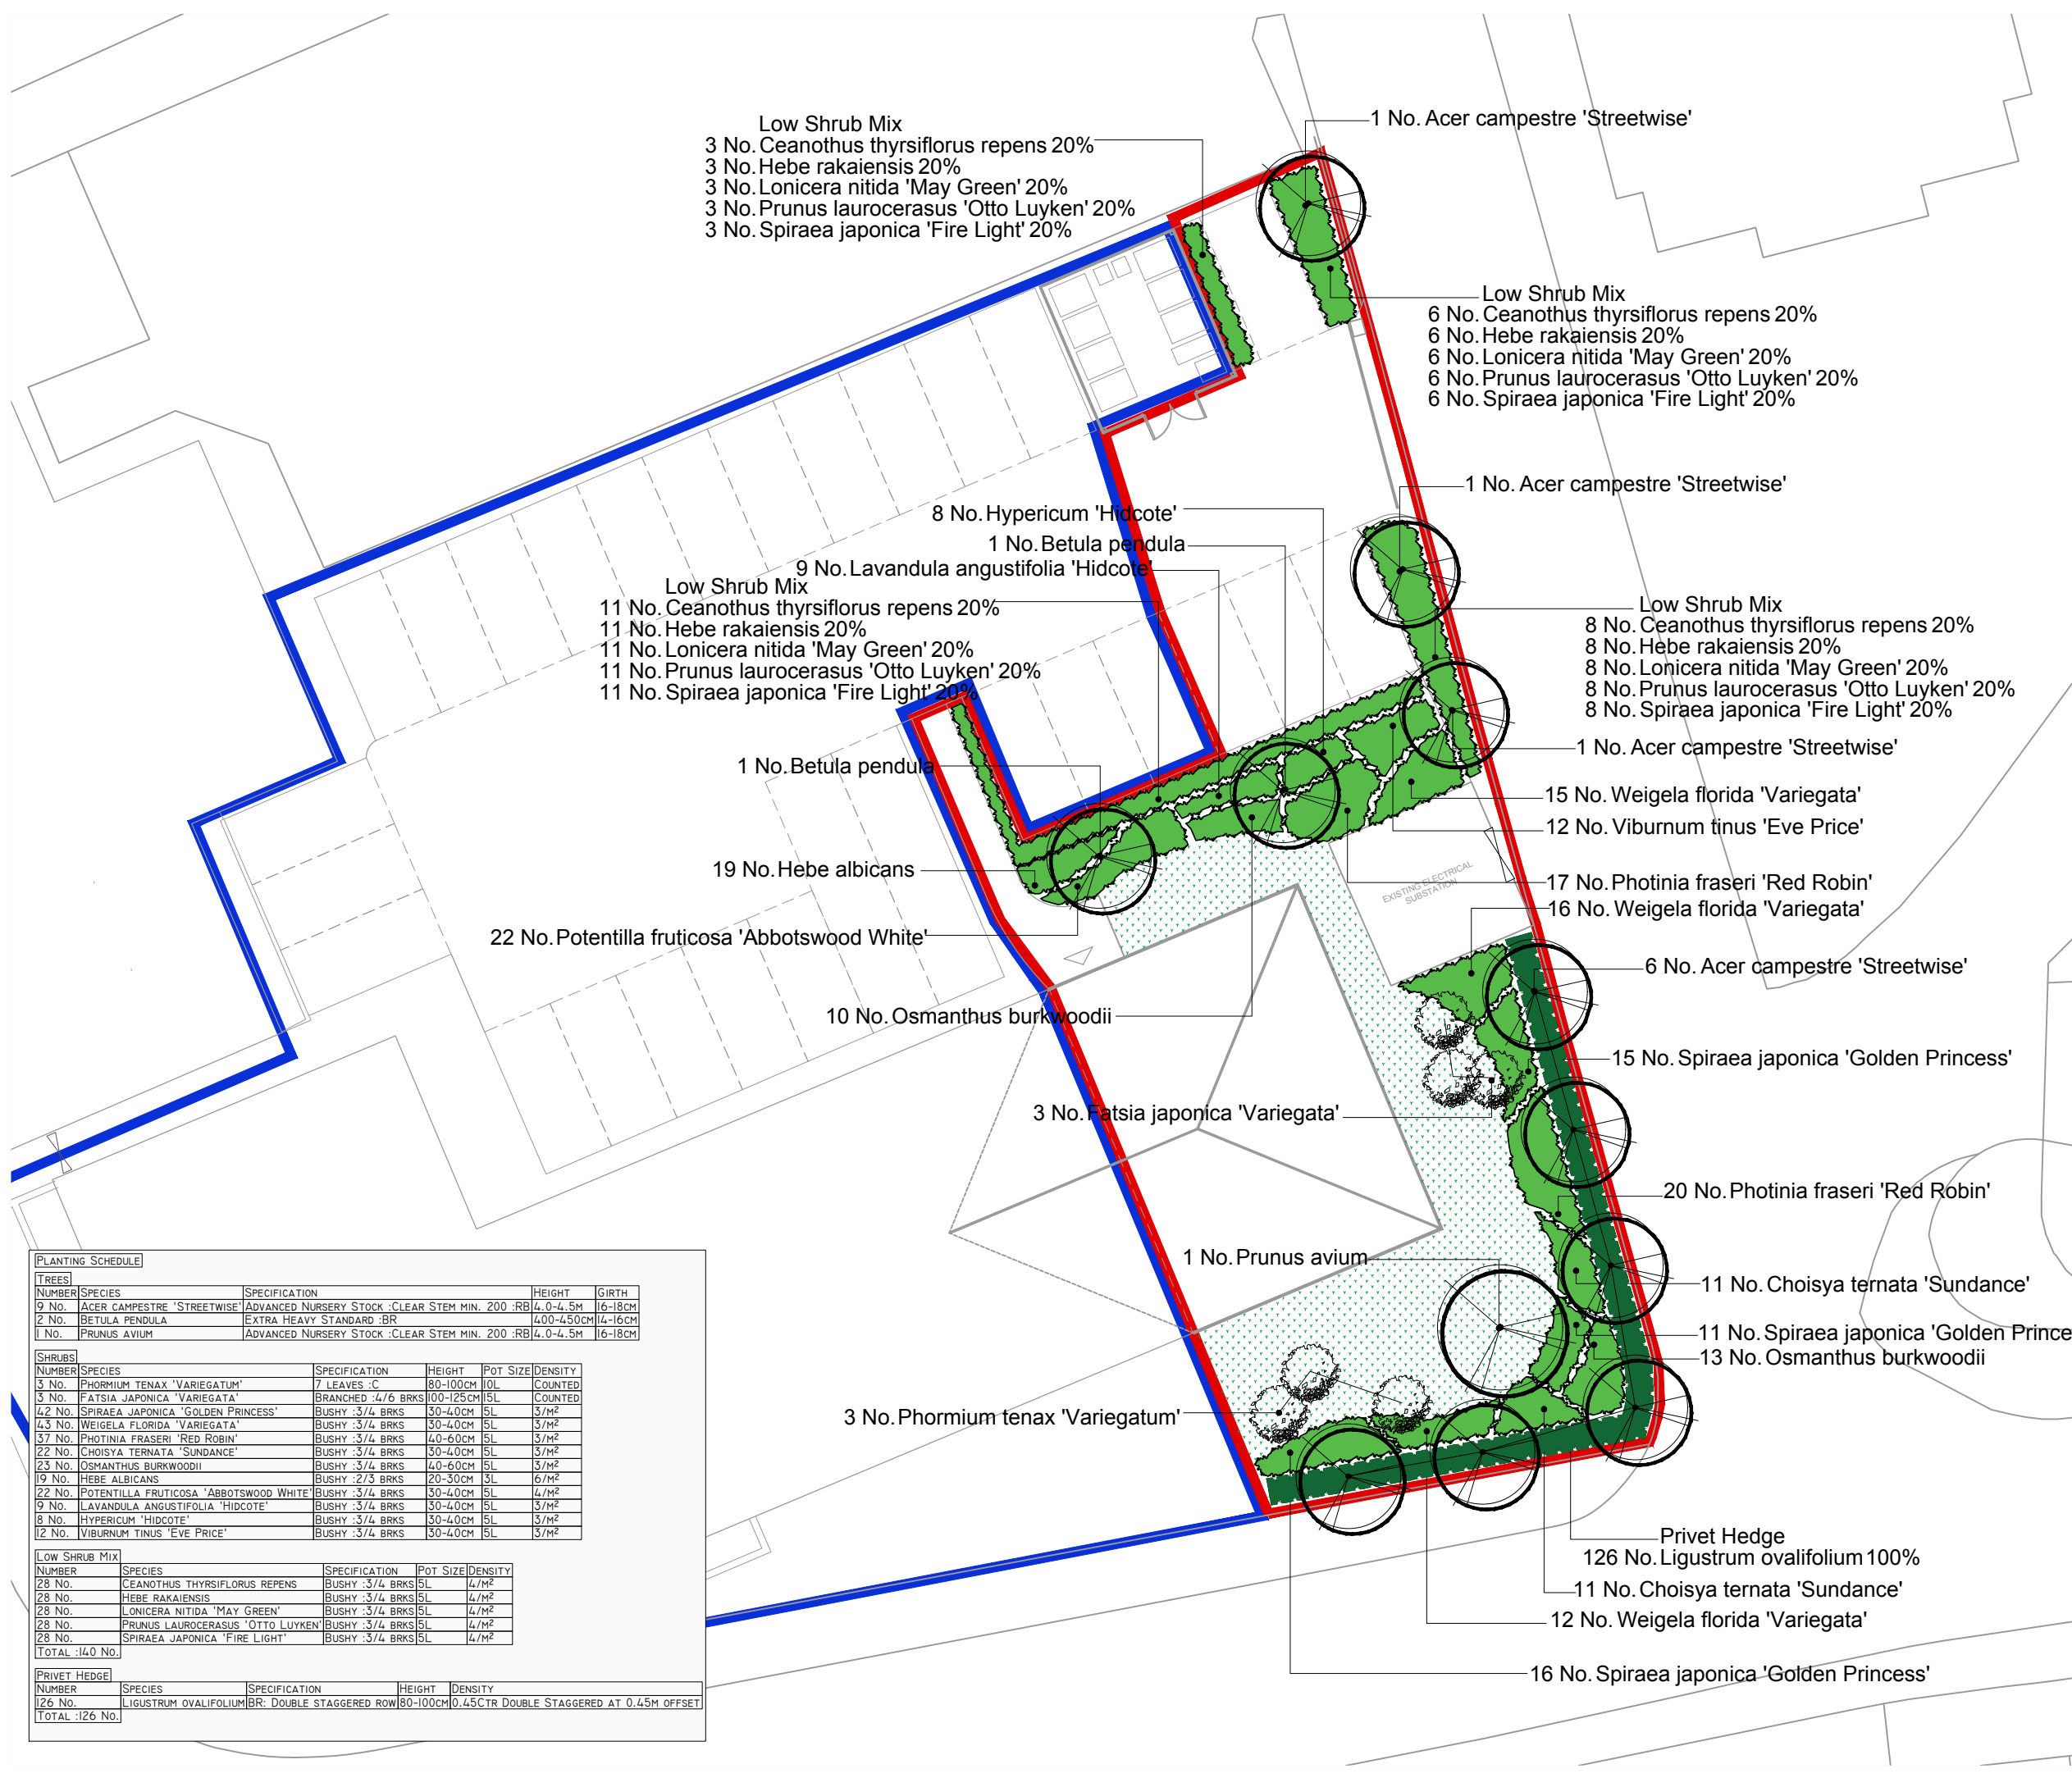 Low Shrub Mix
3 No. Ceanothus thyrsiflorus repens 20%
3 No. Hebe rakaiensis 20%
3 No. Lonicera nitida 'May Green' 20%
3 No. Prunus laurocerasus 'Otto Luyken' 20%
3 No. Spiraea japonica 'Fire Light' 20%
1 No. Acer campestre 'Streetwise'
Low Shrub Mix
6 No. Ceanothus thyrsiflorus repens 20%
6 No. Hebe rakaiensis 20%
6 No. Lonicera nitida 'May Green' 20%
6 No. Prunus laurocerasus 'Otto Luyken' 20%
6 No. Spiraea japonica 'Fire Light' 20%
1 No. Acer campestre 'Streetwise'
8 No. Hypericum 'Hidcote'
1 No. Betula pendula
9 No. Lavandula angustifolia 'Hidcote'
Low Shrub Mix
11 No. Ceanothus thyrsiflorus repens 20%
11 No. Hebe rakaiensis 20%
11 No. Lonicera nitida 'May Green' 20%
11 No. Prunus laurocerasus 'Otto Luyken' 20%
11 No. Spiraea japonica 'Fire Light' 20%
Low Shrub Mix
8 No. Ceanothus thyrsiflorus repens 20%
8 No. Hebe rakaiensis 20%
8 No. Lonicera nitida 'May Green' 20%
8 No. Prunus laurocerasus 'Otto Luyken' 20%
8 No. Spiraea japonica 'Fire Light' 20%
1 No. Acer campestre 'Streetwise'
1 No. Betula pendula
15 No. Weigela florida 'Variegata'
12 No. Viburnum tinus 'Eve Price'
19 No. Hebe albicans
EXISTING ELECTRICAL
SUBSTATION
17 No. Photinia fraseri 'Red Robin'
16 No. Weigela florida 'Variegata'
22 No. Potentilla fruticosa 'Abbotswood White'
6 No. Acer campestre 'Streetwise'
10 No. Osmanthus burkwoodii
15 No. Spiraea japonica 'Golden Princess'
3 No. Fatsia japonica 'Variegata'
20 No. Photinia fraseri 'Red Robin'
1 No. Prunus avium
11 No. Choisya ternata 'Sundance'
11 No. Spiraea japonica 'Golden Prince
13 No. Osmanthus burkwoodii
3 No. Phormium tenax 'Variegatum'
Privet Hedge
126 No. Ligustrum ovalifolium 100%
11 No. Choisya ternata 'Sundance'
12 No. Weigela florida 'Variegata'
16 No. Spiraea japonica 'Golden Princess'
PLANTING SCHEDULE
TREES
NUMBER SPECIES SPECIFICATION HEIGHT GIRTH
9 No. ACER CAMPESTRE 'STREETWISE' ADVANCED NURSERY STOCK :CLEAR STEM MIN. 200 :RB 4.0-4.5M 16-18CM
2 No. BETULA PENDULA EXTRA HEAVY STANDARD :BR 400-450CM 14-16CM
1 No. PRUNUS AVIUM ADVANCED NURSERY STOCK :CLEAR STEM MIN. 200 :RB 4.0-4.5M 16-18CM
SHRUBS
NUMBER SPECIES SPECIFICATION HEIGHT POT SIZE DENSITY
3 No. PHORMIUM TENAX 'VARIEGATUM' 7 LEAVES :C 80-100CM 10L COUNTED
3 No. FATSIA JAPONICA 'VARIEGATA' BRANCHED :4/6 BRKS 100-125CM 15L COUNTED
42 No. SPIRAEA JAPONICA 'GOLDEN PRINCESS' BUSHY :3/4 BRKS 30-40CM 5L 3/M²
43 No. WEIGELA FLORIDA 'VARIEGATA' BUSHY :3/4 BRKS 30-40CM 5L 3/M²
37 No. PHOTINIA FRASERI 'RED ROBIN' BUSHY :3/4 BRKS 40-60CM 5L 3/M²
22 No. CHOISYA TERNATA 'SUNDANCE' BUSHY :3/4 BRKS 30-40CM 5L 3/M²
23 No. OSMANTHUS BURKWOODII BUSHY :3/4 BRKS 40-60CM 5L 3/M²
19 No. HEBE ALBICANS BUSHY :2/3 BRKS 20-30CM 3L 6/M²
22 No. POTENTILLA FRUTICOSA 'ABBOTSWOOD WHITE' BUSHY :3/4 BRKS 30-40CM 5L 4/M²
9 No. LAVANDULA ANGUSTIFOLIA 'HIDCOTE' BUSHY :3/4 BRKS 30-40CM 5L 3/M²
8 No. HYPERICUM 'HIDCOTE' BUSHY :3/4 BRKS 30-40CM 5L 3/M²
12 No. VIBURNUM TINUS 'EVE PRICE' BUSHY :3/4 BRKS 30-40CM 5L 3/M²
LOW SHRUB MIX
NUMBER SPECIES SPECIFICATION POT SIZE DENSITY
28 No. CEANOTHUS THYRSIFLORUS REPENS BUSHY :3/4 BRKS 5L 4/M²
28 No. HEBE RAKAIENSIS BUSHY :3/4 BRKS 5L 4/M²
28 No. LONICERA NITIDA 'MAY GREEN' BUSHY :3/4 BRKS 5L 4/M²
28 No. PRUNUS LAUROCERASUS 'OTTO LUYKEN' BUSHY :3/4 BRKS 5L 4/M²
28 No. SPIRAEA JAPONICA 'FIRE LIGHT' BUSHY :3/4 BRKS 5L 4/M²
TOTAL :140 No.
PRIVET HEDGE
NUMBER SPECIES SPECIFICATION HEIGHT DENSITY
126 No. LIGUSTRUM OVALIFOLIUM BR: DOUBLE STAGGERED ROW 80-100CM 0.45CTR DOUBLE STAGGERED AT 0.45M OFFSET
TOTAL :126 No.